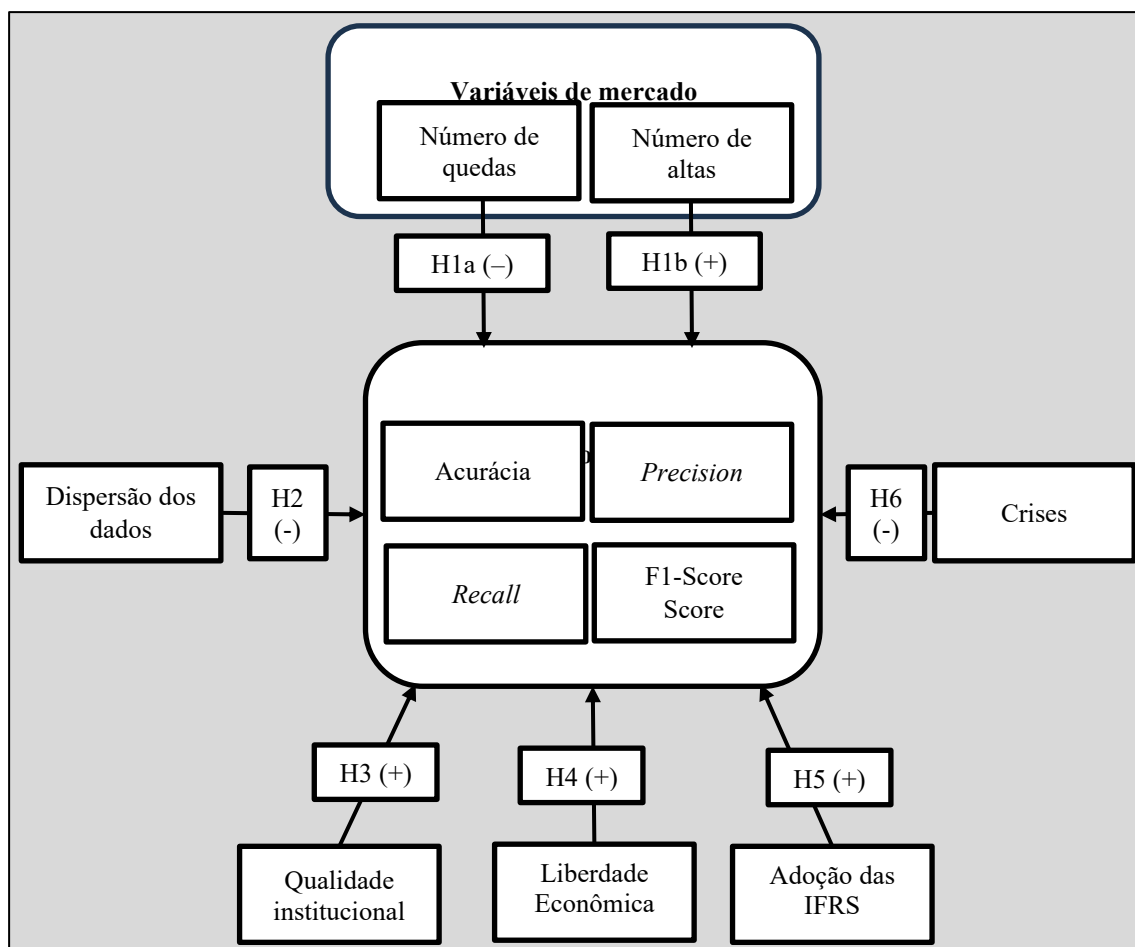 Variáveis de mercado
Número de
quedas
Número de
altas
H1a (–)
H1b (+)
Acurácia
Precision
Dispersão dos
dados
H2
(-)
H6
(-)
Crises
Recall
F1-Score
Score
H3 (+)
H4 (+)
H5 (+)
Qualidade
institucional
Liberdade
Econômica
Adoção das
IFRS